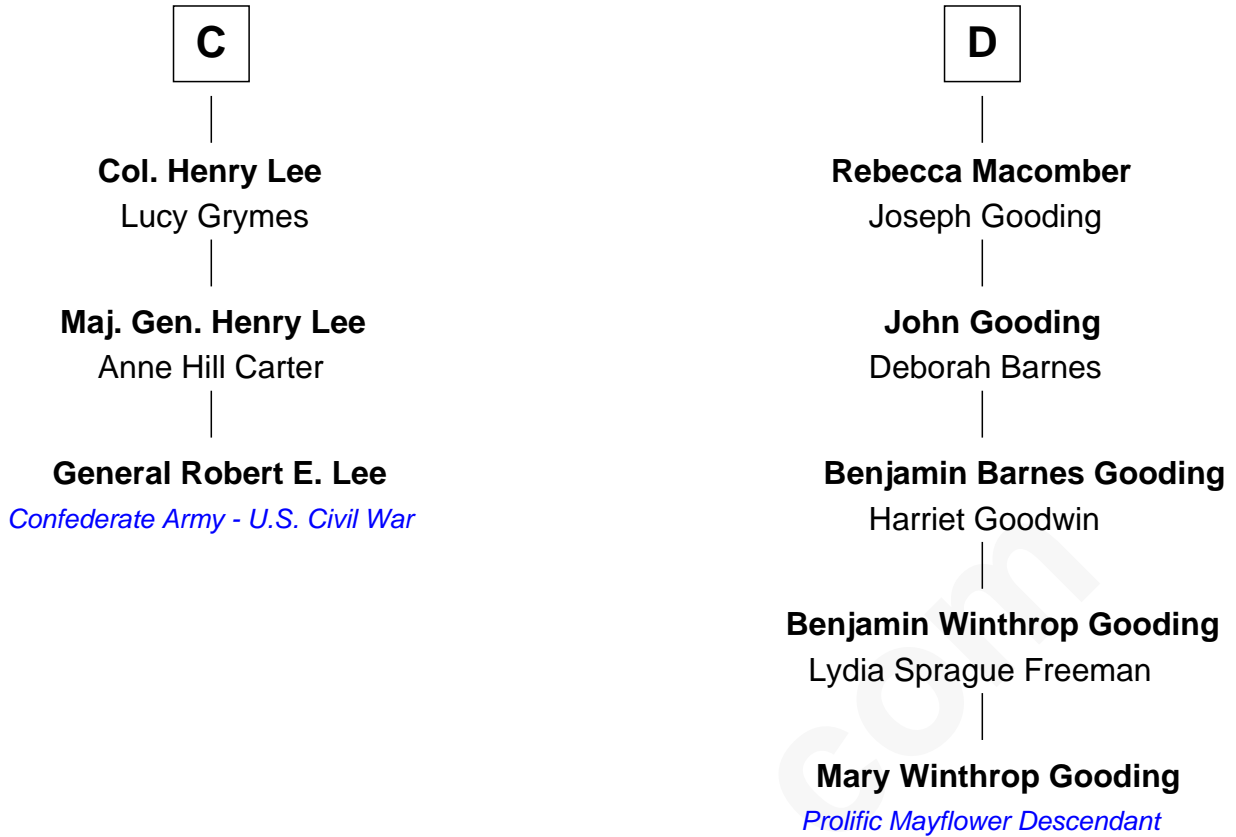 C
Col. Henry Lee
Lucy Grymes
Maj. Gen. Henry Lee
Anne Hill Carter
General Robert E. Lee
Confederate Army - U.S. Civil War
D
Rebecca Macomber
Joseph Gooding
John Gooding
Deborah Barnes
Benjamin Barnes Gooding
Harriet Goodwin
Benjamin Winthrop Gooding
Lydia Sprague Freeman
Mary Winthrop Gooding
Prolific Mayflower Descendant
com